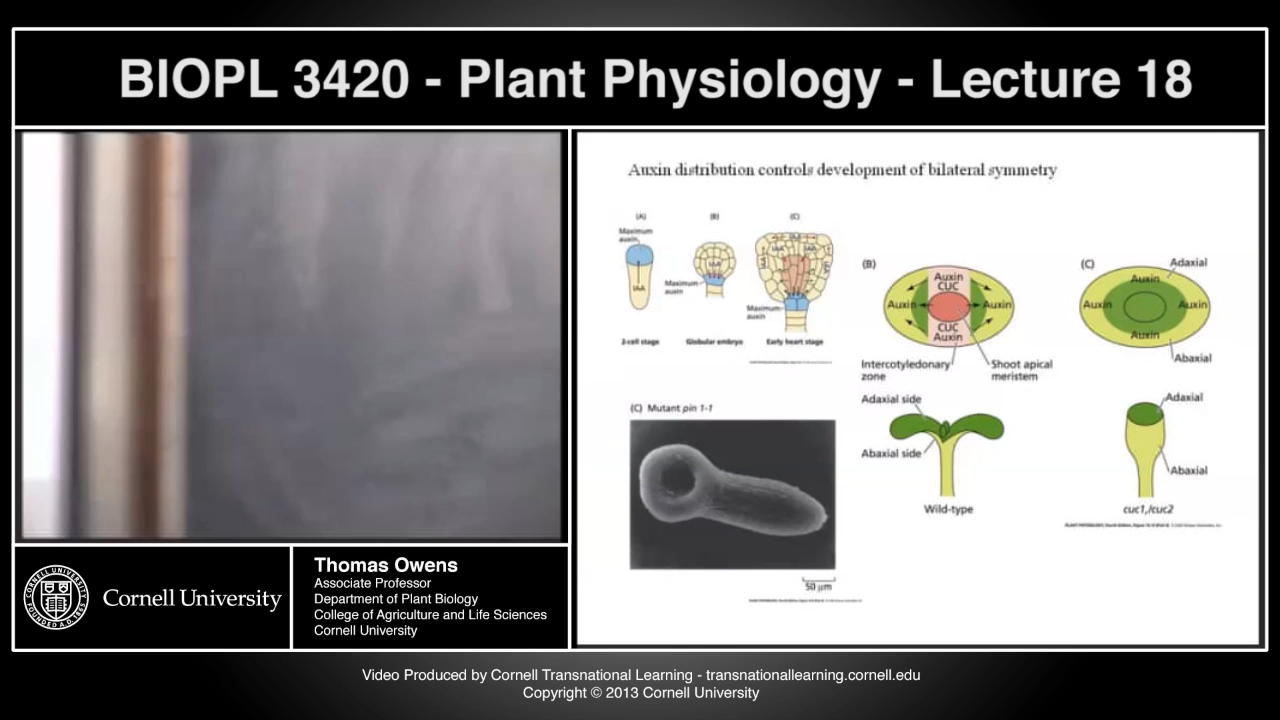 BIOPL 3420 - Plant Physiology - Lecture 18
Auxin distribution controls development of bilateral symmetry
(A)
(B)
(C)
Maximum
auxin
IAA
2-cell stage
IAA
Maximum
auxin
Globular embryo
IAA
IAA
IAA
Maximum
auxin
Early heart stage
(B)
Auxin
CUC
Auxin
Auxin
CUC
Auxin
Intercotyledonary
zone
Shoot apical
meristem
Adaxial side
Abaxial side
Wild-type
(C)
Adaxial
Auxin
Auxin
Auxin
Auxin
Abaxial
Adaxial
Abaxial
cuc1,/cuc2
(C) Mutant pin 1-1
50 µm
Cornell University
Thomas Owens
Associate Professor
Department of Plant Biology
College of Agriculture and Life Sciences
Cornell University
Video Produced by Cornell Transnational Learning - transnationallearning.cornell.edu
Copyright © 2013 Cornell University